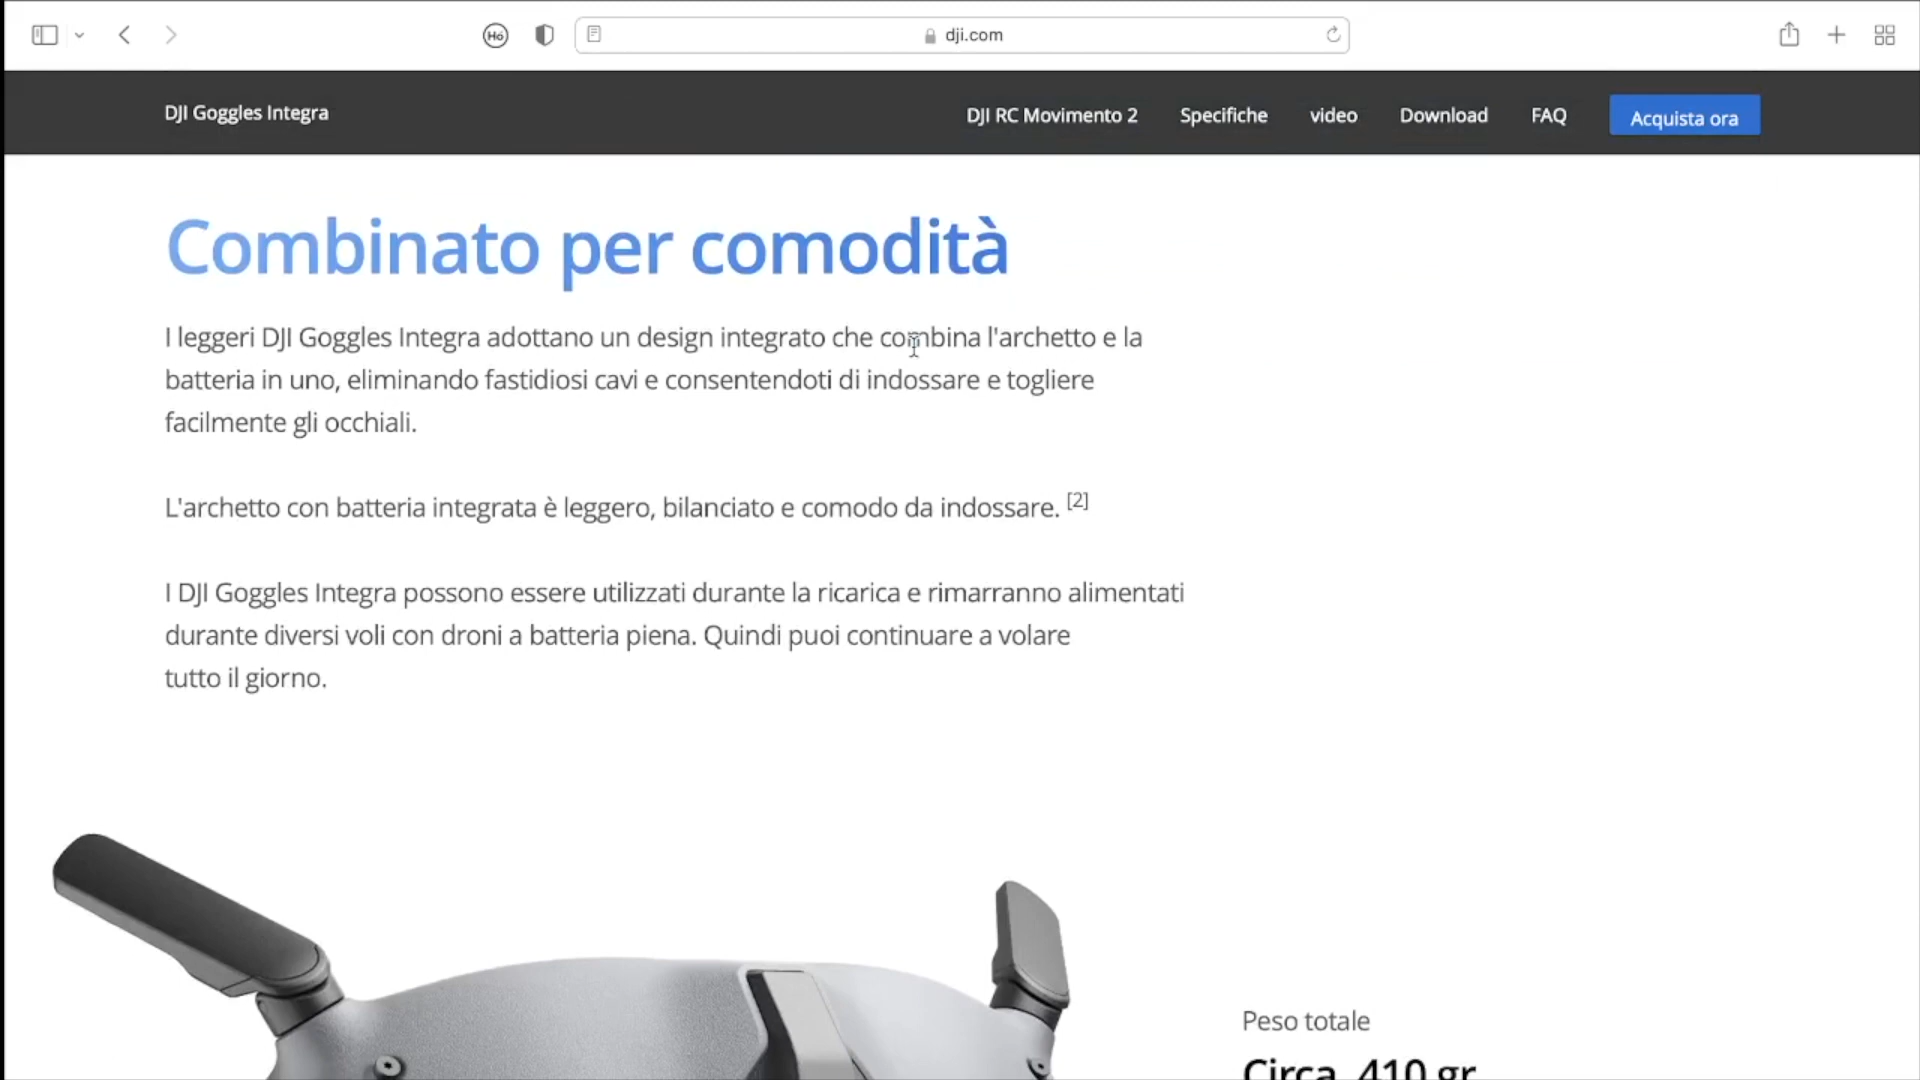 Hó
dji.com
DJI Goggles Integra
DJI RC Movimento 2
Specifiche
video
Download
FAQ
Acquista ora
Combinato per comodità
I leggeri DJI Goggles Integra adottano un design integrato che combina l'archetto e la
batteria in uno, eliminando fastidiosi cavi e consentendoti di indossare e togliere
facilmente gli occhiali.
L'archetto con batteria integrata è leggero, bilanciato e comodo da indossare. [2]
I DJI Goggles Integra possono essere utilizzati durante la ricarica e rimarranno alimentati
durante diversi voli con droni a batteria piena. Quindi puoi continuare a volare
tutto il giorno.
Peso totale
Circa. 410 gr